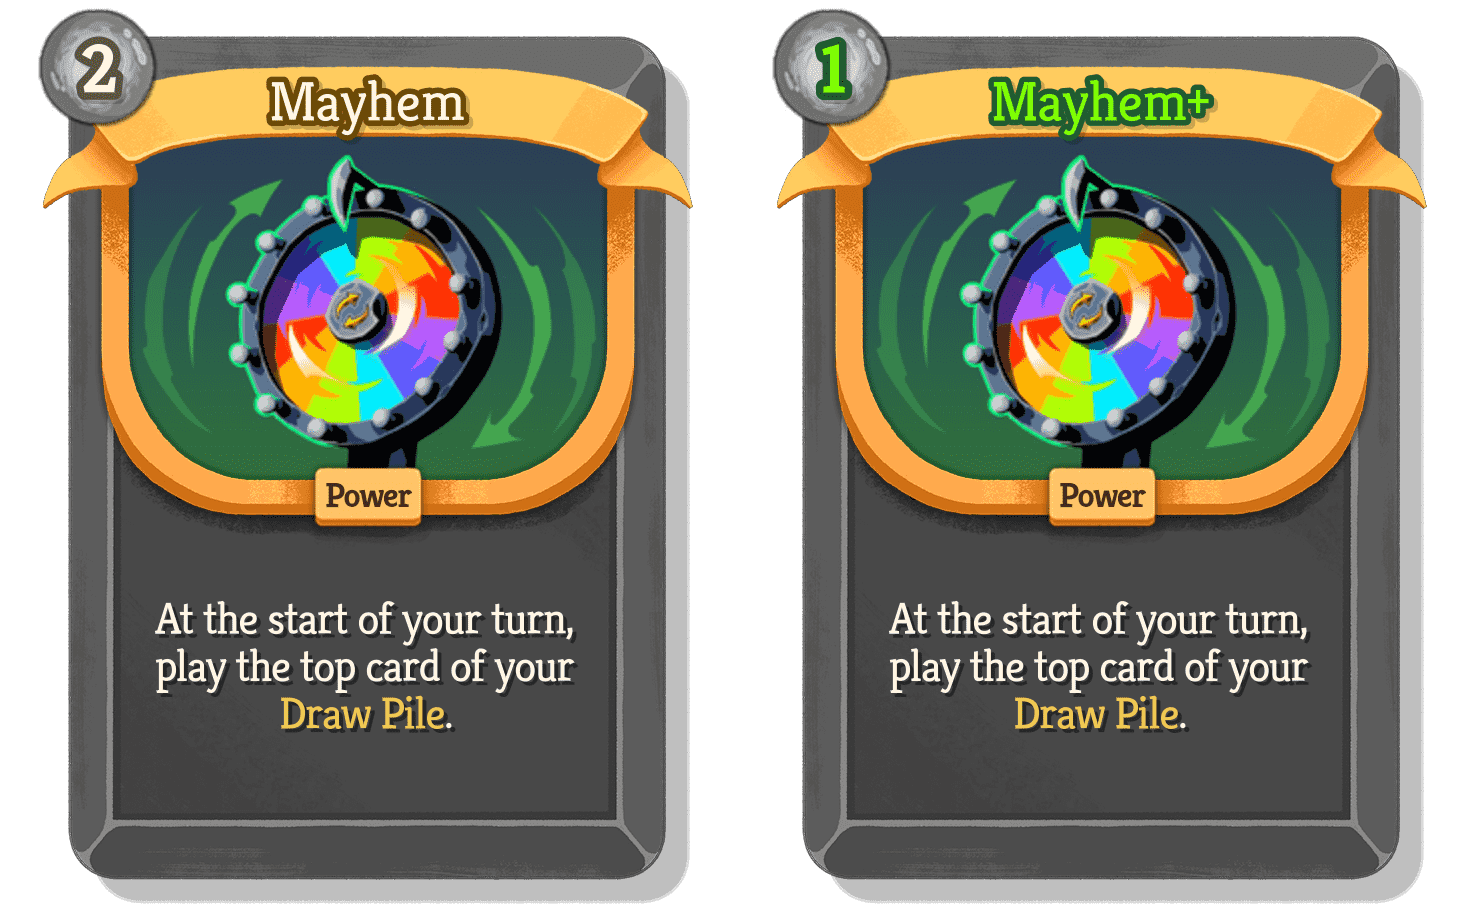 2
Mayhem
Power
At the start of your turn,
play the top card of your
Draw Pile.
1
Mayhem+
Power
At the start of your turn,
play the top card of your
Draw Pile.